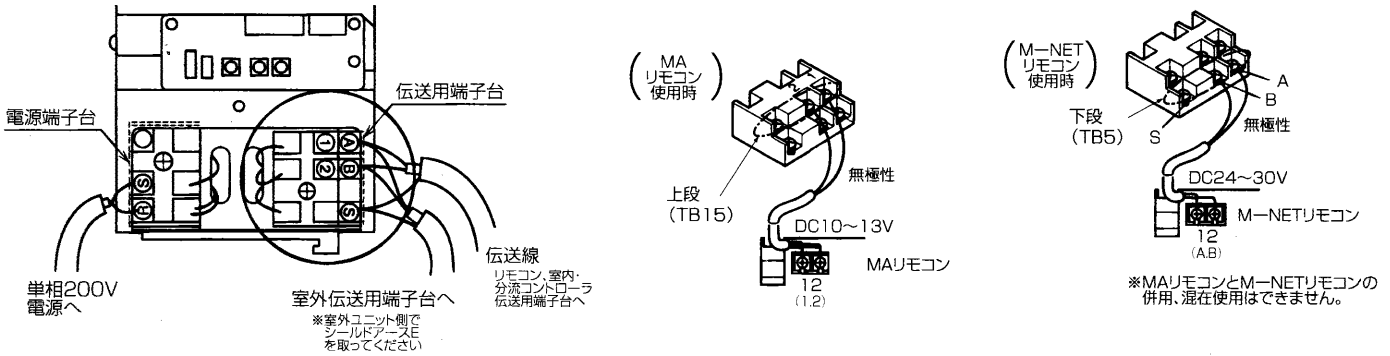 電源端子台
伝送用端子台
1
2
A
B
S
S
単相200V
電源へ
室外伝送用端子台へ
※室外ユニット側で
シールドアースE
を取ってください
伝送線
リモコン、室内・
分流コントローラ
伝送用端子台へ
MA
リモコン
使用時
上段
(TB15)
無極性
DC10～13V
MAリモコン
12
(1.2)
M－NET
リモコン
使用時
下段
(TB5)
S
A
B
無極性
DC24～30V
M－NETリモコン
12
(A.B)
※MAリモコンとM－NETリモコンの
併用、混在使用はできません。